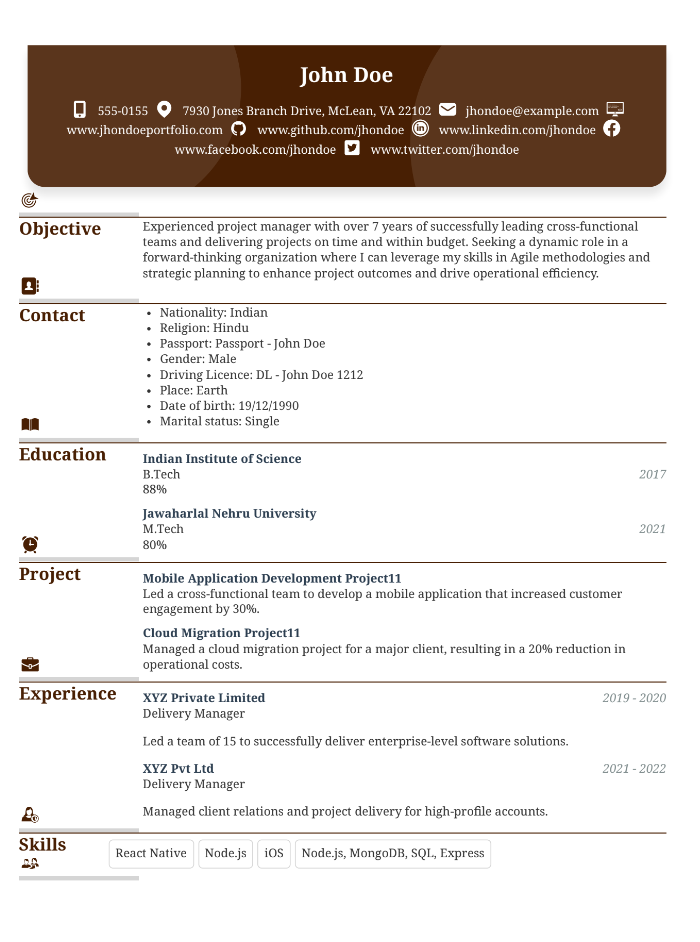 John Doe
555-0155 7930 Jones Branch Drive, McLean, VA 22102 jhondoe@example.com
www.jhondoeportfolio.com www.github.com/jhondoe www.linkedin.com/jhondoe
www.facebook.com/jhondoe www.twitter.com/jhondoe
Objective
Experienced project manager with over 7 years of successfully leading cross-functional
teams and delivering projects on time and within budget. Seeking a dynamic role in a
forward-thinking organization where I can leverage my skills in Agile methodologies and
strategic planning to enhance project outcomes and drive operational efficiency.
Contact
• Nationality: Indian
• Religion: Hindu
• Passport: Passport - John Doe
• Gender: Male
• Driving Licence: DL - John Doe 1212
• Place: Earth
• Date of birth: 19/12/1990
• Marital status: Single
Education
Indian Institute of Science
B.Tech 2017
88%
Jawaharlal Nehru University
M.Tech 2021
80%
Project
Mobile Application Development Project11
Led a cross-functional team to develop a mobile application that increased customer
engagement by 30%.
Cloud Migration Project11
Managed a cloud migration project for a major client, resulting in a 20% reduction in
operational costs.
Experience
XYZ Private Limited 2019 - 2020
Delivery Manager
Led a team of 15 to successfully deliver enterprise-level software solutions.
XYZ Pvt Ltd 2021 - 2022
Delivery Manager
Managed client relations and project delivery for high-profile accounts.
Skills
React Native Node.js iOS Node.js, MongoDB, SQL, Express